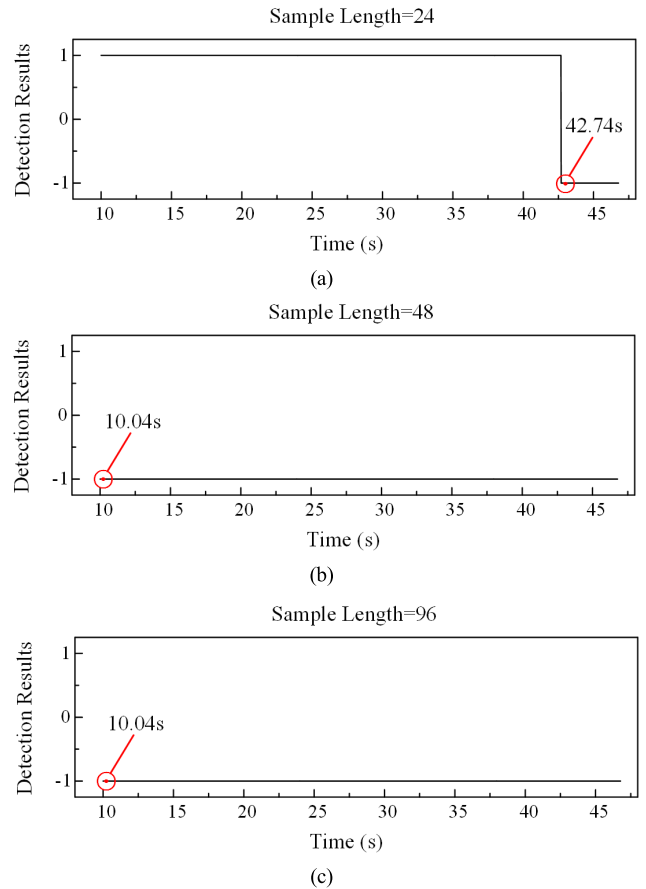 Sample Length=24
Detection Results
1
0
-1
42.74s
10 15 20 25 30 35 40 45
Time (s)
(a)
Sample Length=48
Detection Results
1
0
-1
10.04s
10 15 20 25 30 35 40 45
Time (s)
(b)
Sample Length=96
Detection Results
1
0
-1
10.04s
10 15 20 25 30 35 40 45
Time (s)
(c)